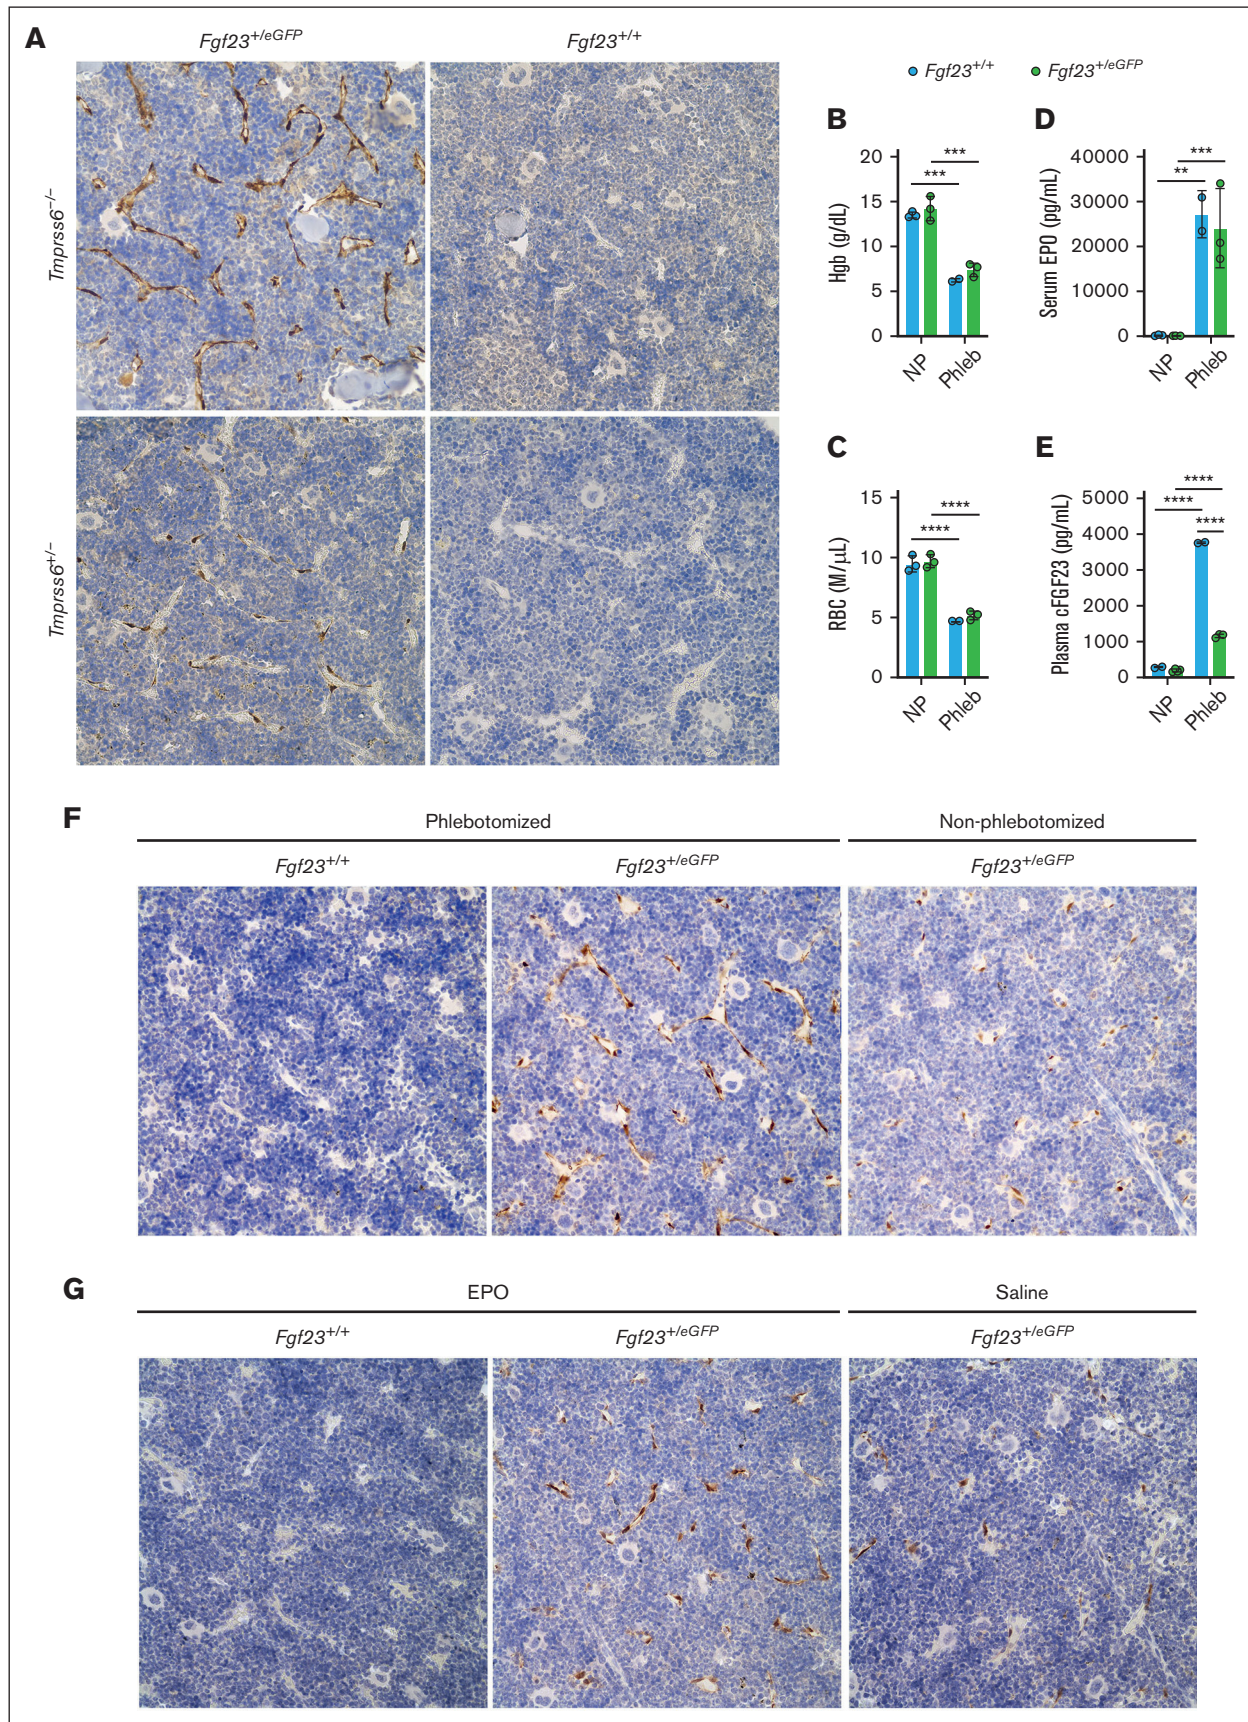 A
Fgf23+/eGFP
Fgf23+/+
Tmprss6−/−
Tmprss6+/−
Fgf23+/+
Fgf23+/eGFP
B
Hgb (g/dL)
20
15
10
5
0
***
***
NP
Phleb
D
Serum EPO (pg/mL)
40000
30000
20000
10000
0
***
**
NP
Phleb
C
RBC (M/μL)
15
10
5
0
****
****
NP
Phleb
E
Plasma cFGF23 (pg/mL)
5000
4000
3000
2000
1000
0
****
****
****
NP
Phleb
F
Phlebotomized
Non-phlebotomized
Fgf23+/+
Fgf23+/eGFP
Fgf23+/eGFP
G
EPO
Saline
Fgf23+/+
Fgf23+/eGFP
Fgf23+/eGFP